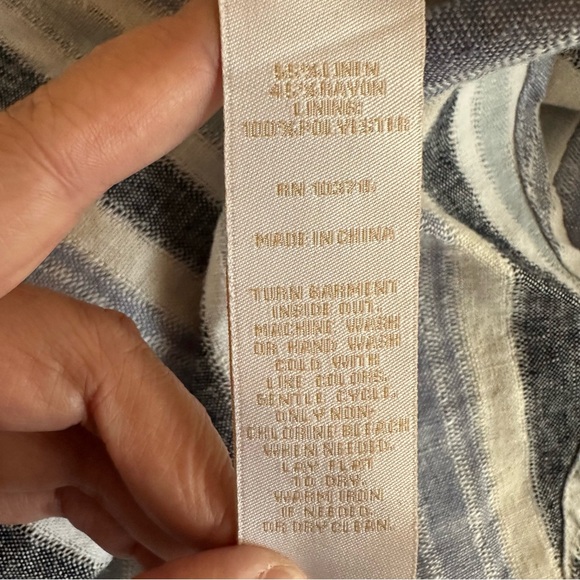 55% LINEN
45% RAYON
LINING:
100% POLYESTER
RN 103715
MADE IN CHINA
TURN GARMENT
INSIDE OUT.
MACHINE WASH
OR HAND WASH
COLD WITH
LIKE COLORS,
GENTLE CYCLE.
ONLY NON-
CHLORINE BLEACH
WHEN NEEDED.
LAY FLAT
TO DRY.
WARM IRON
IF NEEDED.
OR DRY CLEAN.